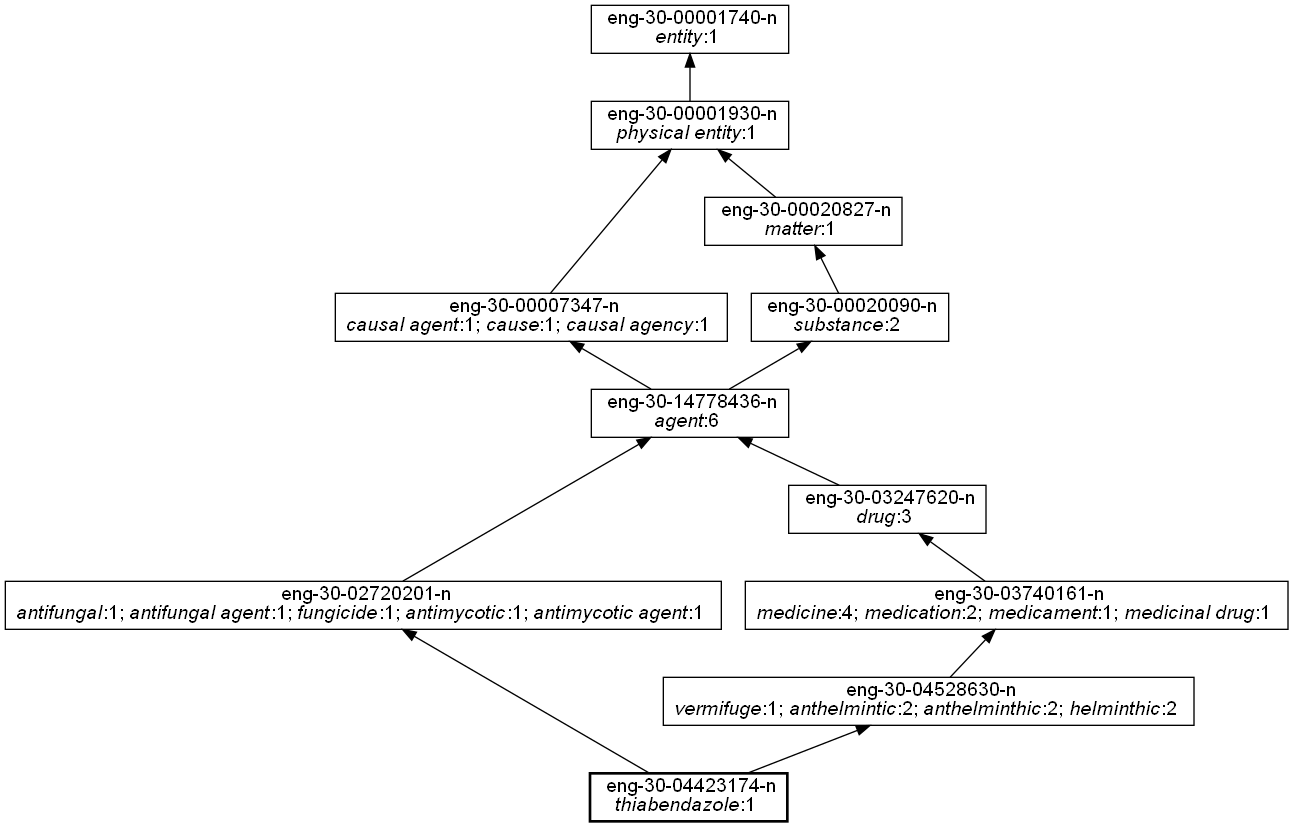 eng-30-00001740-n
entity:1
eng-30-00001930-n
physical entity:1
eng-30-00020827-n
matter:1
eng-30-00007347-n
causal agent:1; cause:1; causal agency:1
eng-30-00020090-n
substance:2
eng-30-14778436-n
agent:6
eng-30-03247620-n
drug:3
eng-30-02720201-n
antifungal:1; antifungal agent:1; fungicide:1; antimycotic:1; antimycotic agent:1
eng-30-03740161-n
medicine:4; medication:2; medicament:1; medicinal drug:1
eng-30-04528630-n
vermifuge:1; anthelmintic:2; anthelminthic:2; helminthic:2
eng-30-04423174-n
thiabendazole:1